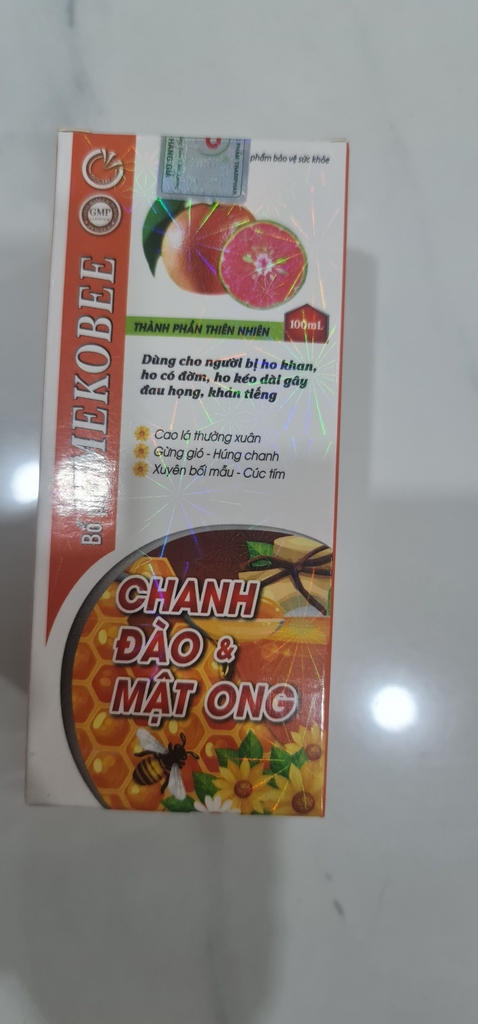 phẩm bảo vệ sức khỏe
GMP
MEKOBEE
Bổ
THÀNH PHẦN THIÊN NHIÊN
100mL
Dùng cho người bị ho khan,
ho có đờm, ho kéo dài gây
đau họng, khản tiếng
Cao lá thường xuân
Gừng gió - Húng chanh
Xuyên bối mẫu - Cúc tím
CHANH
ĐÀO &
MẬT ONG